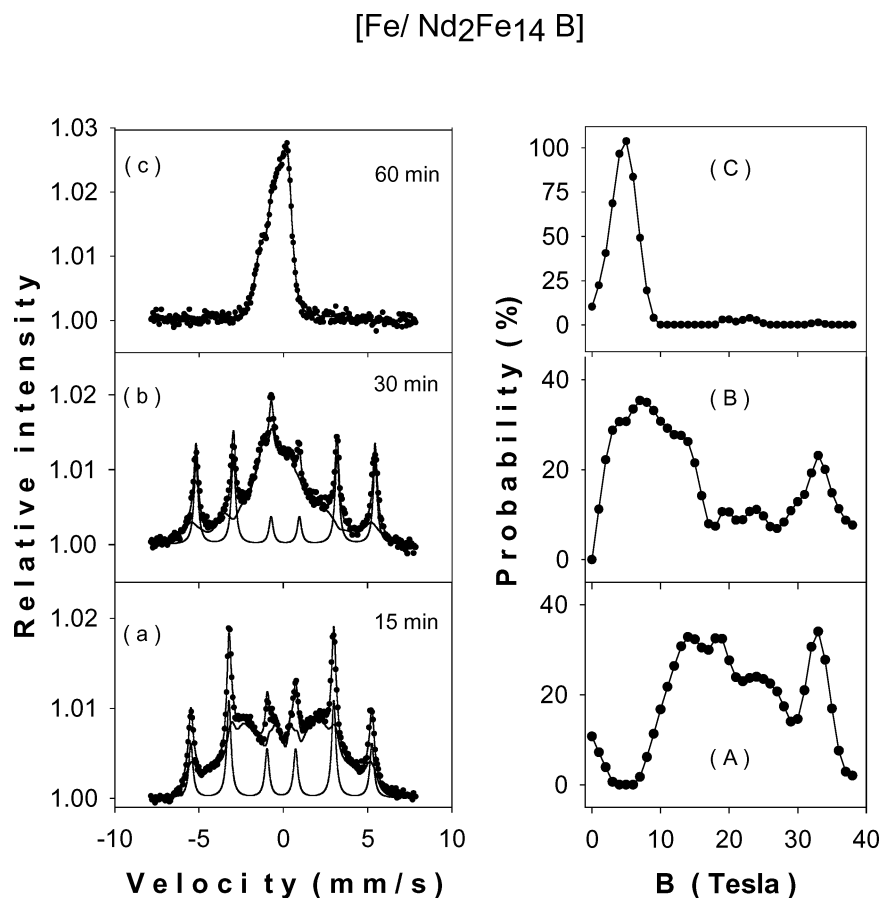 [Fe/ Nd2Fe14 B]
Relative intensity
1.03
1.02
1.01
1.00
( c )
60 min
1.02
1.01
1.00
( b )
30 min
1.02
1.01
1.00
( a )
15 min
-10 -5 0 5 10
Velocity (mm/s)
Probability (%)
100
75
50
25
0
( C )
40
20
0
( B )
40
20
0
( A )
0 10 20 30 40
B (Tesla)